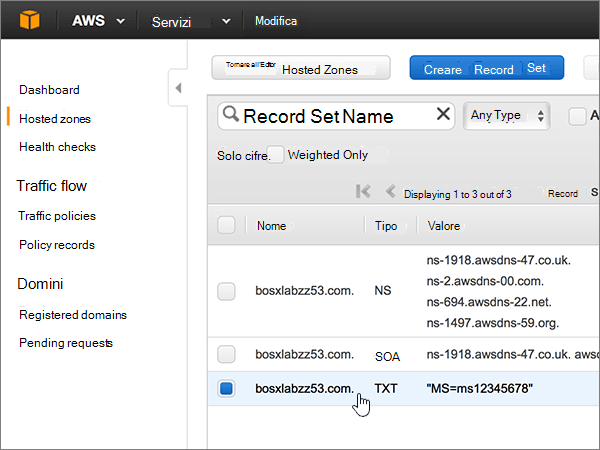 AWS Servizi Modifica
Tornare all'Editor Hosted Zones
Creare Record Set
Dashboard
Hosted zones
Health checks
Traffic flow
Traffic policies
Policy records
Domini
Registered domains
Pending requests
Record Set Name
Any Type
A
Solo cifre. Weighted Only
Displaying 1 to 3 out of 3 Record S
Nome Tipo Valore
bosxlabzz53.com. NS
ns-1918.awsdns-47.co.uk.
ns-2.awsdns-00.com.
ns-694.awsdns-22.net.
ns-1497.awsdns-59.org.
bosxlabzz53.com. SOA ns-1918.awsdns-47.co.uk. awsd
bosxlabzz53.com. TXT "MS=ms12345678"